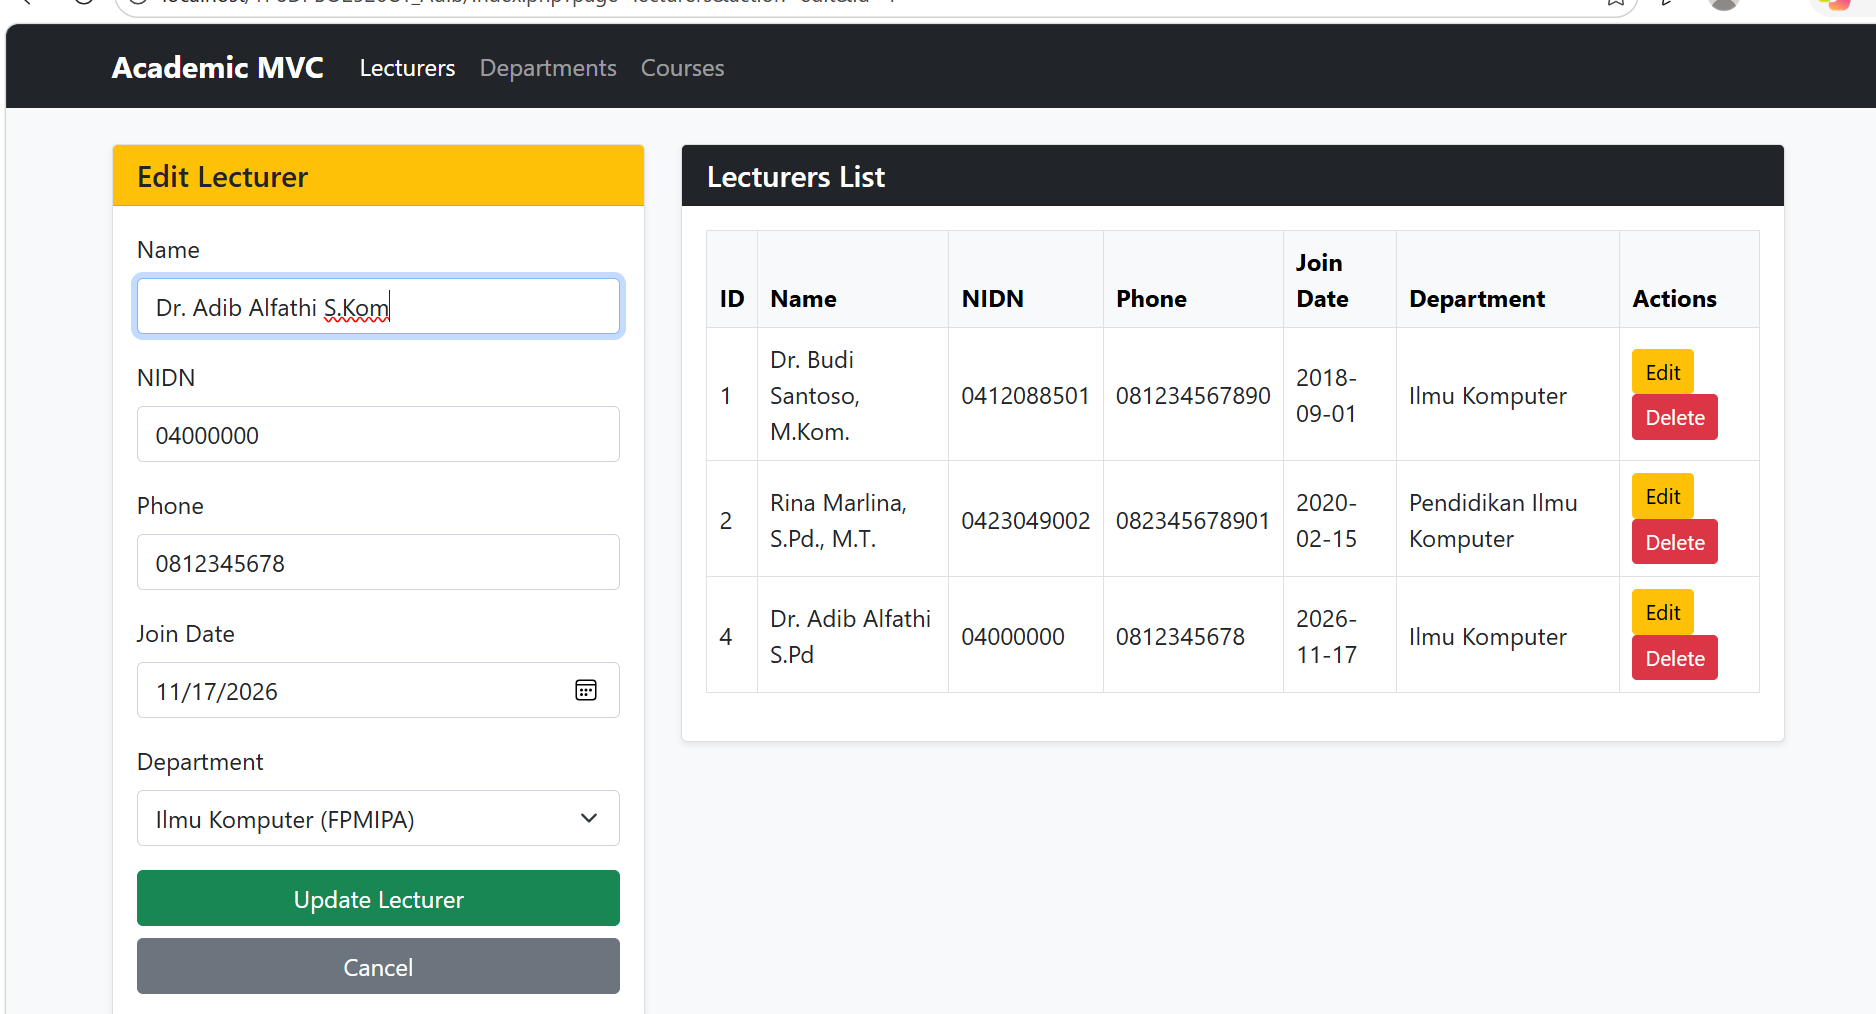 Academic MVC Lecturers Departments Courses
Edit Lecturer
Name
Dr. Adib Alfathi S.Kom
NIDN
04000000
Phone
0812345678
Join Date
11/17/2026
Department
Ilmu Komputer (FPMIPA)
Update Lecturer
Cancel
Lecturers List
ID Name NIDN Phone Join Date Department Actions
1 Dr. Budi Santoso, M.Kom. 0412088501 081234567890 2018-09-01 Ilmu Komputer Edit Delete
2 Rina Marlina, S.Pd., M.T. 0423049002 082345678901 2020-02-15 Pendidikan Ilmu Komputer Edit Delete
4 Dr. Adib Alfathi S.Pd 04000000 0812345678 2026-11-17 Ilmu Komputer Edit Delete